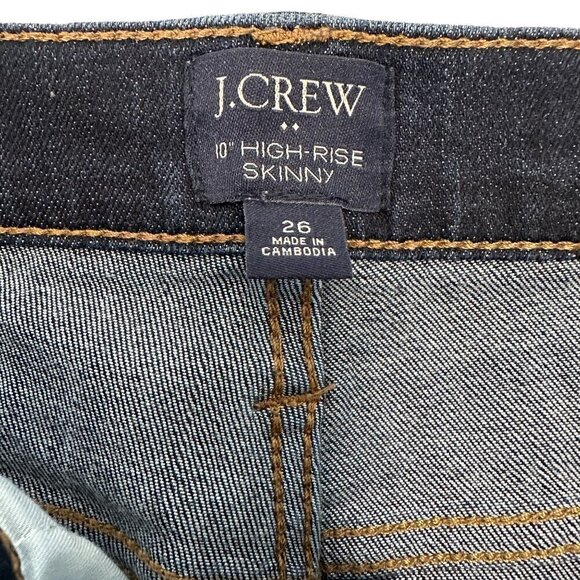 J.CREW
10" HIGH-RISE
SKINNY
26
MADE IN
CAMBODIA